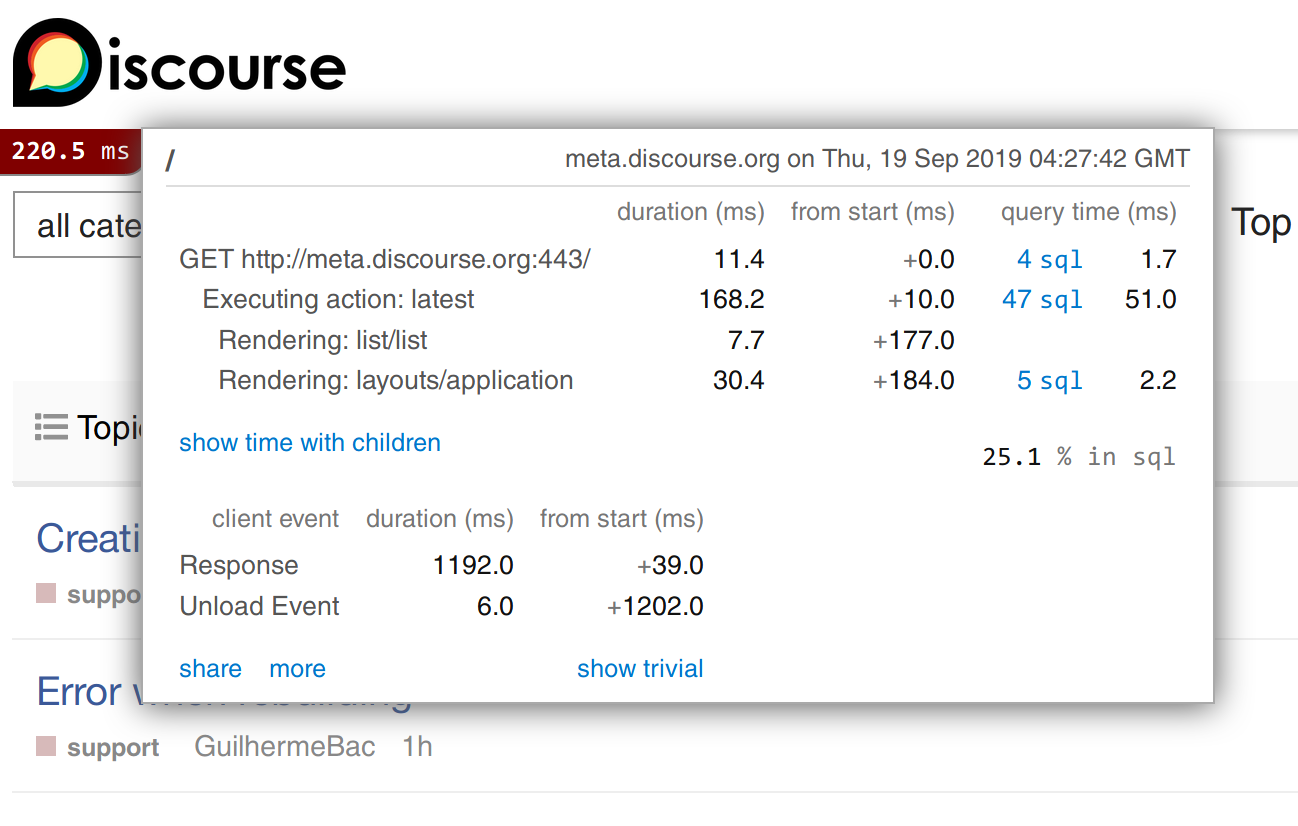 Discourse
220.5 ms
/ meta.discourse.org on Thu, 19 Sep 2019 04:27:42 GMT
all cate
Top
duration (ms) from start (ms) query time (ms)
GET http://meta.discourse.org:443/ 11.4 +0.0 4 sql 1.7
Executing action: latest 168.2 +10.0 47 sql 51.0
Rendering: list/list 7.7 +177.0
Rendering: layouts/application 30.4 +184.0 5 sql 2.2
Topi
show time with children
25.1 % in sql
client event duration (ms) from start (ms)
Creati
Response 1192.0 +39.0
suppo
Unload Event 6.0 +1202.0
share more show trivial
Error when rebuilding
support GuilhermeBac 1h